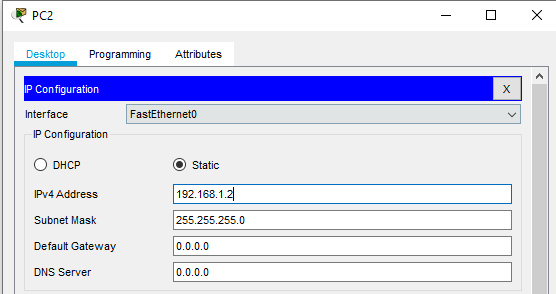 PC2
Desktop Programming Attributes
IP Configuration X
Interface FastEthernet0
IP Configuration
DHCP Static
IPv4 Address 192.168.1.2
Subnet Mask 255.255.255.0
Default Gateway 0.0.0.0
DNS Server 0.0.0.0